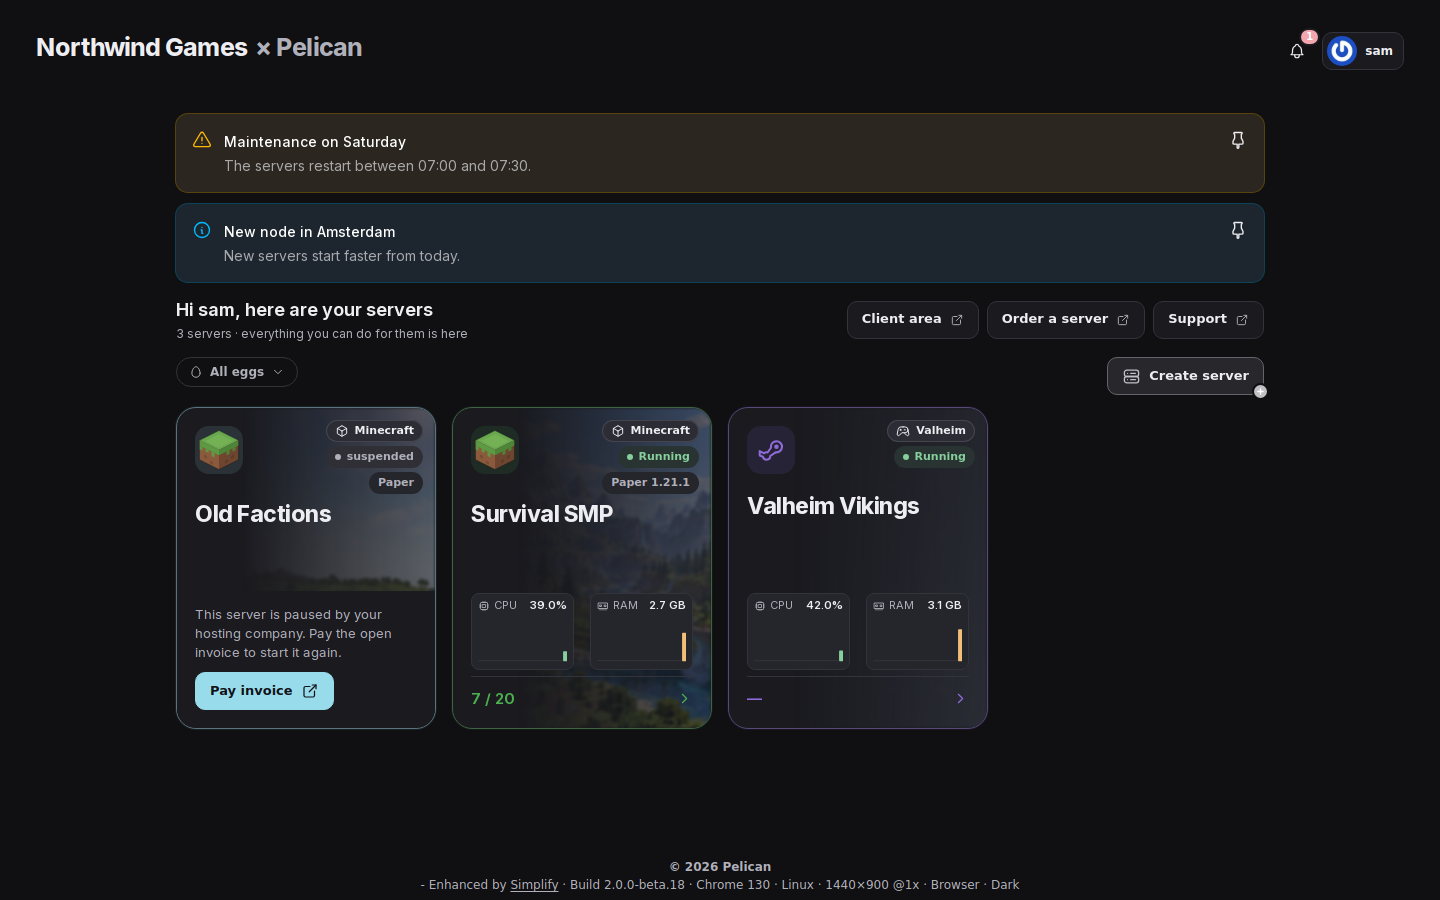 Northwind Games × Pelican
1
sam
Maintenance on Saturday
The servers restart between 07:00 and 07:30.
New node in Amsterdam
New servers start faster from today.
Hi sam, here are your servers
3 servers · everything you can do for them is here
Client area
Order a server
Support
All eggs
Create server
Minecraft
suspended
Paper
Old Factions
This server is paused by your
hosting company. Pay the open
invoice to start it again.
Pay invoice
Minecraft
Running
Paper 1.21.1
Survival SMP
CPU 39.0%
RAM 2.7 GB
7 / 20
Valheim
Running
Valheim Vikings
CPU 42.0%
RAM 3.1 GB
—
© 2026 Pelican
- Enhanced by Simplify · Build 2.0.0-beta.18 · Chrome 130 · Linux · 1440×900 @1x · Browser · Dark